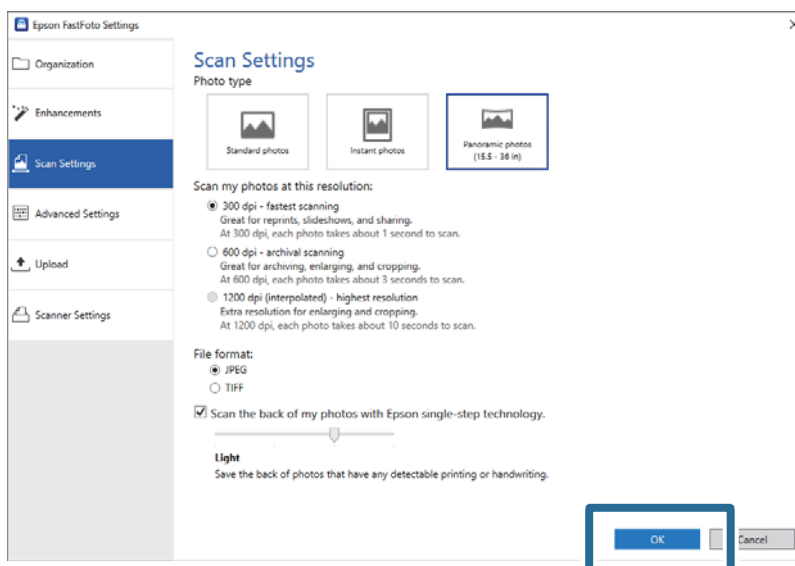 Epson FastFoto Settings
Organization
Enhancements
Scan Settings
Advanced Settings
Upload
Scanner Settings
Scan Settings
Photo type
Standard photos
Instant photos
Panoramic photos
(15.5 - 36 in)
Scan my photos at this resolution:
300 dpi - fastest scanning
Great for reprints, slideshows, and sharing.
At 300 dpi, each photo takes about 1 second to scan.
600 dpi - archival scanning
Great for archiving, enlarging, and cropping.
At 600 dpi, each photo takes about 3 seconds to scan.
1200 dpi (interpolated) - highest resolution
Extra resolution for enlarging and cropping.
At 1200 dpi, each photo takes about 10 seconds to scan.
File format:
JPEG
TIFF
Scan the back of my photos with Epson single-step technology.
Light
Save the back of photos that have any detectable printing or handwriting.
OK
Cancel